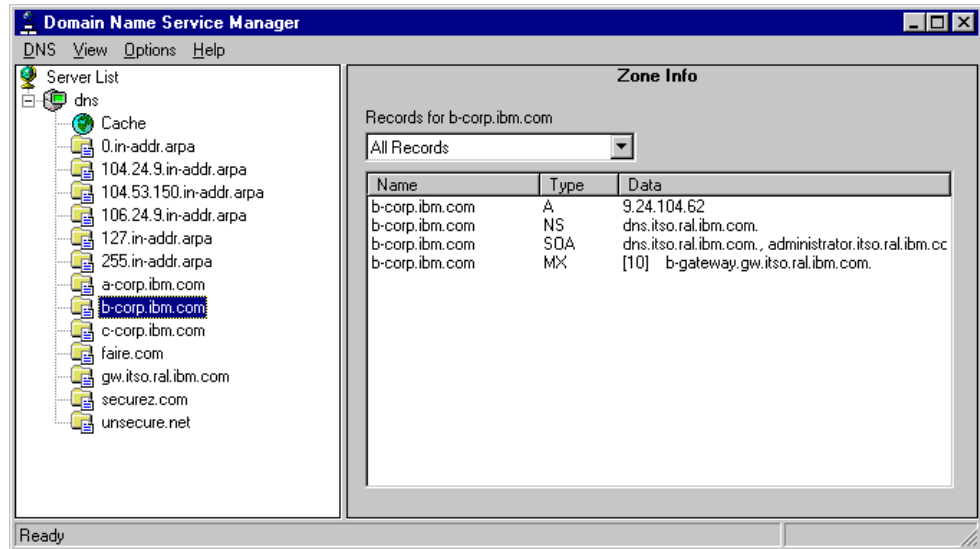 Domain Name Service Manager
DNS View Options Help
Server List
dns
Cache
0.in-addr.arpa
104.24.9.in-addr.arpa
104.53.150.in-addr.arpa
106.24.9.in-addr.arpa
127.in-addr.arpa
255.in-addr.arpa
a-corp.ibm.com
b-corp.ibm.com
c-corp.ibm.com
faire.com
gw.itso.ral.ibm.com
securez.com
unsecure.net
Zone Info
Records for b-corp.ibm.com
All Records
Name Type Data
b-corp.ibm.com A 9.24.104.62
b-corp.ibm.com NS dns.itso.ral.ibm.com.
b-corp.ibm.com SOA dns.itso.ral.ibm.com., administrator.itso.ral.ibm.cc
b-corp.ibm.com MX [10] b-gateway.gw.itso.ral.ibm.com.
Ready